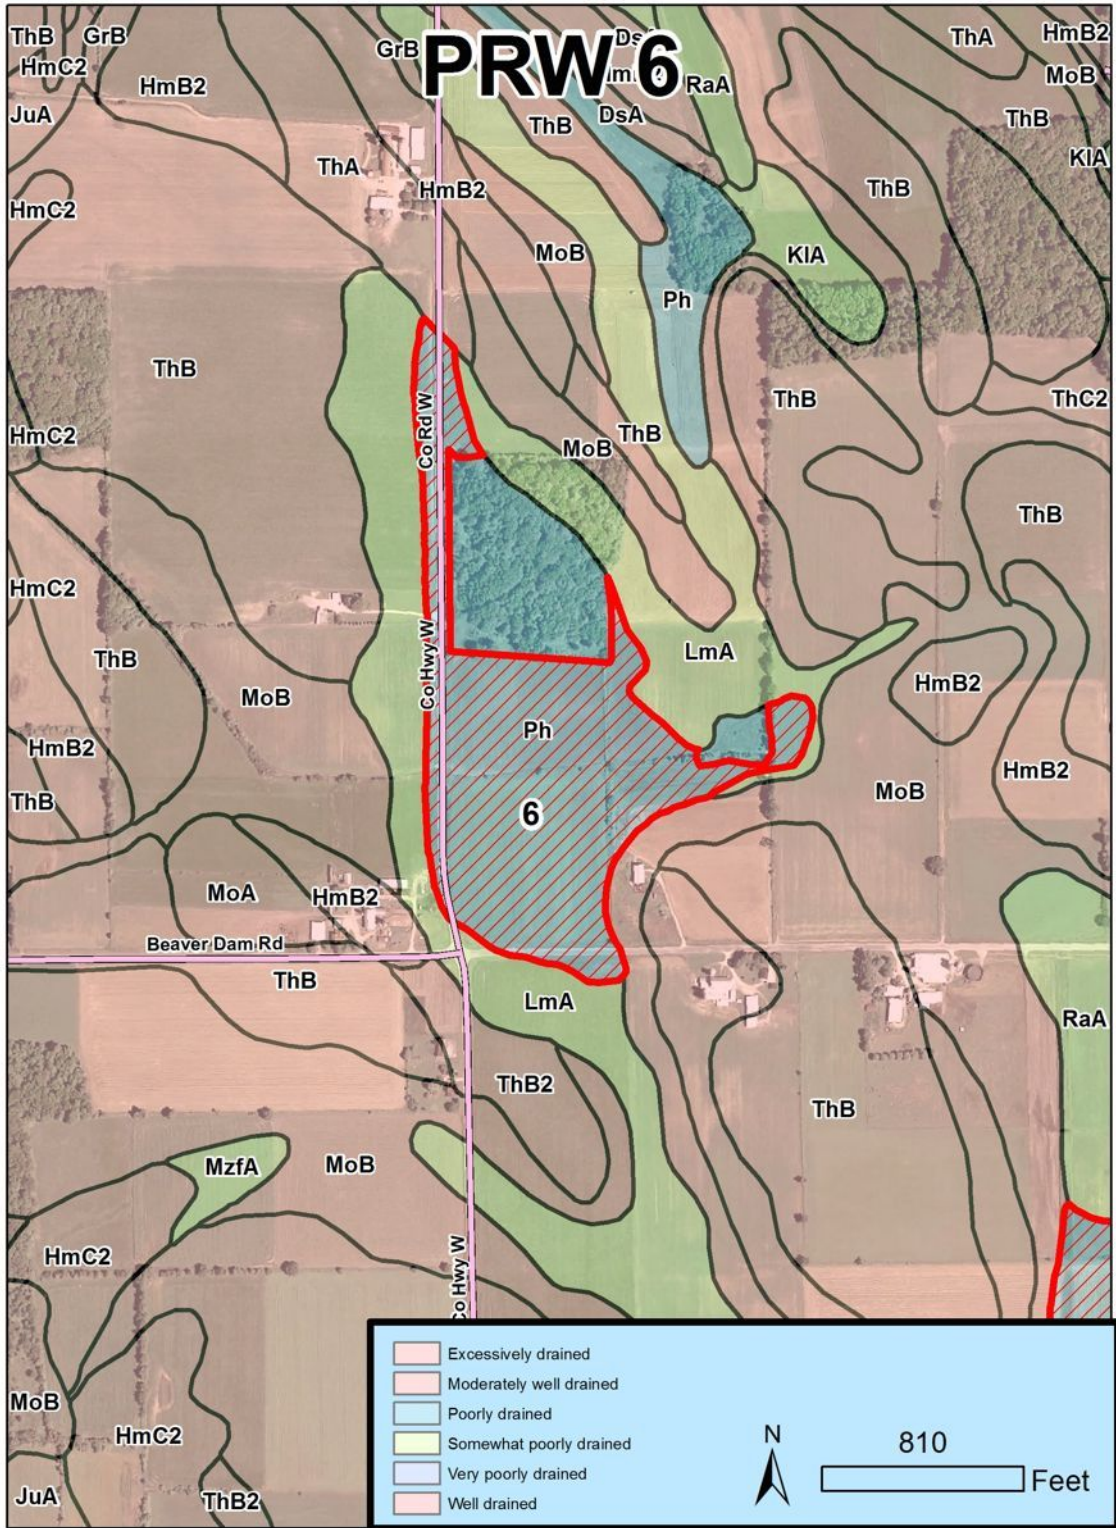 PRW 6
ThB
GrB
GrB
DsA
ThA
HmB2
HmC2
HmB2
RaA
MoB
JuA
ThB
DsA
ThB
ThA
HmB2
ThB
KlA
HmC2
MoB
KlA
Ph
ThB
ThB
ThC2
Co Rd W
HmC2
MoB
ThB
ThB
HmC2
ThB
MoB
Co Hwy W
LmA
HmB2
Ph
HmB2
HmB2
ThB
6
MoB
MoA
HmB2
Beaver Dam Rd
ThB
LmA
RaA
ThB2
ThB
MzfA
MoB
HmC2
Co Hwy W
MoB
HmC2
JuA
ThB2
Excessively drained
Moderately well drained
Poorly drained
Somewhat poorly drained
Very poorly drained
Well drained
N
810
Feet